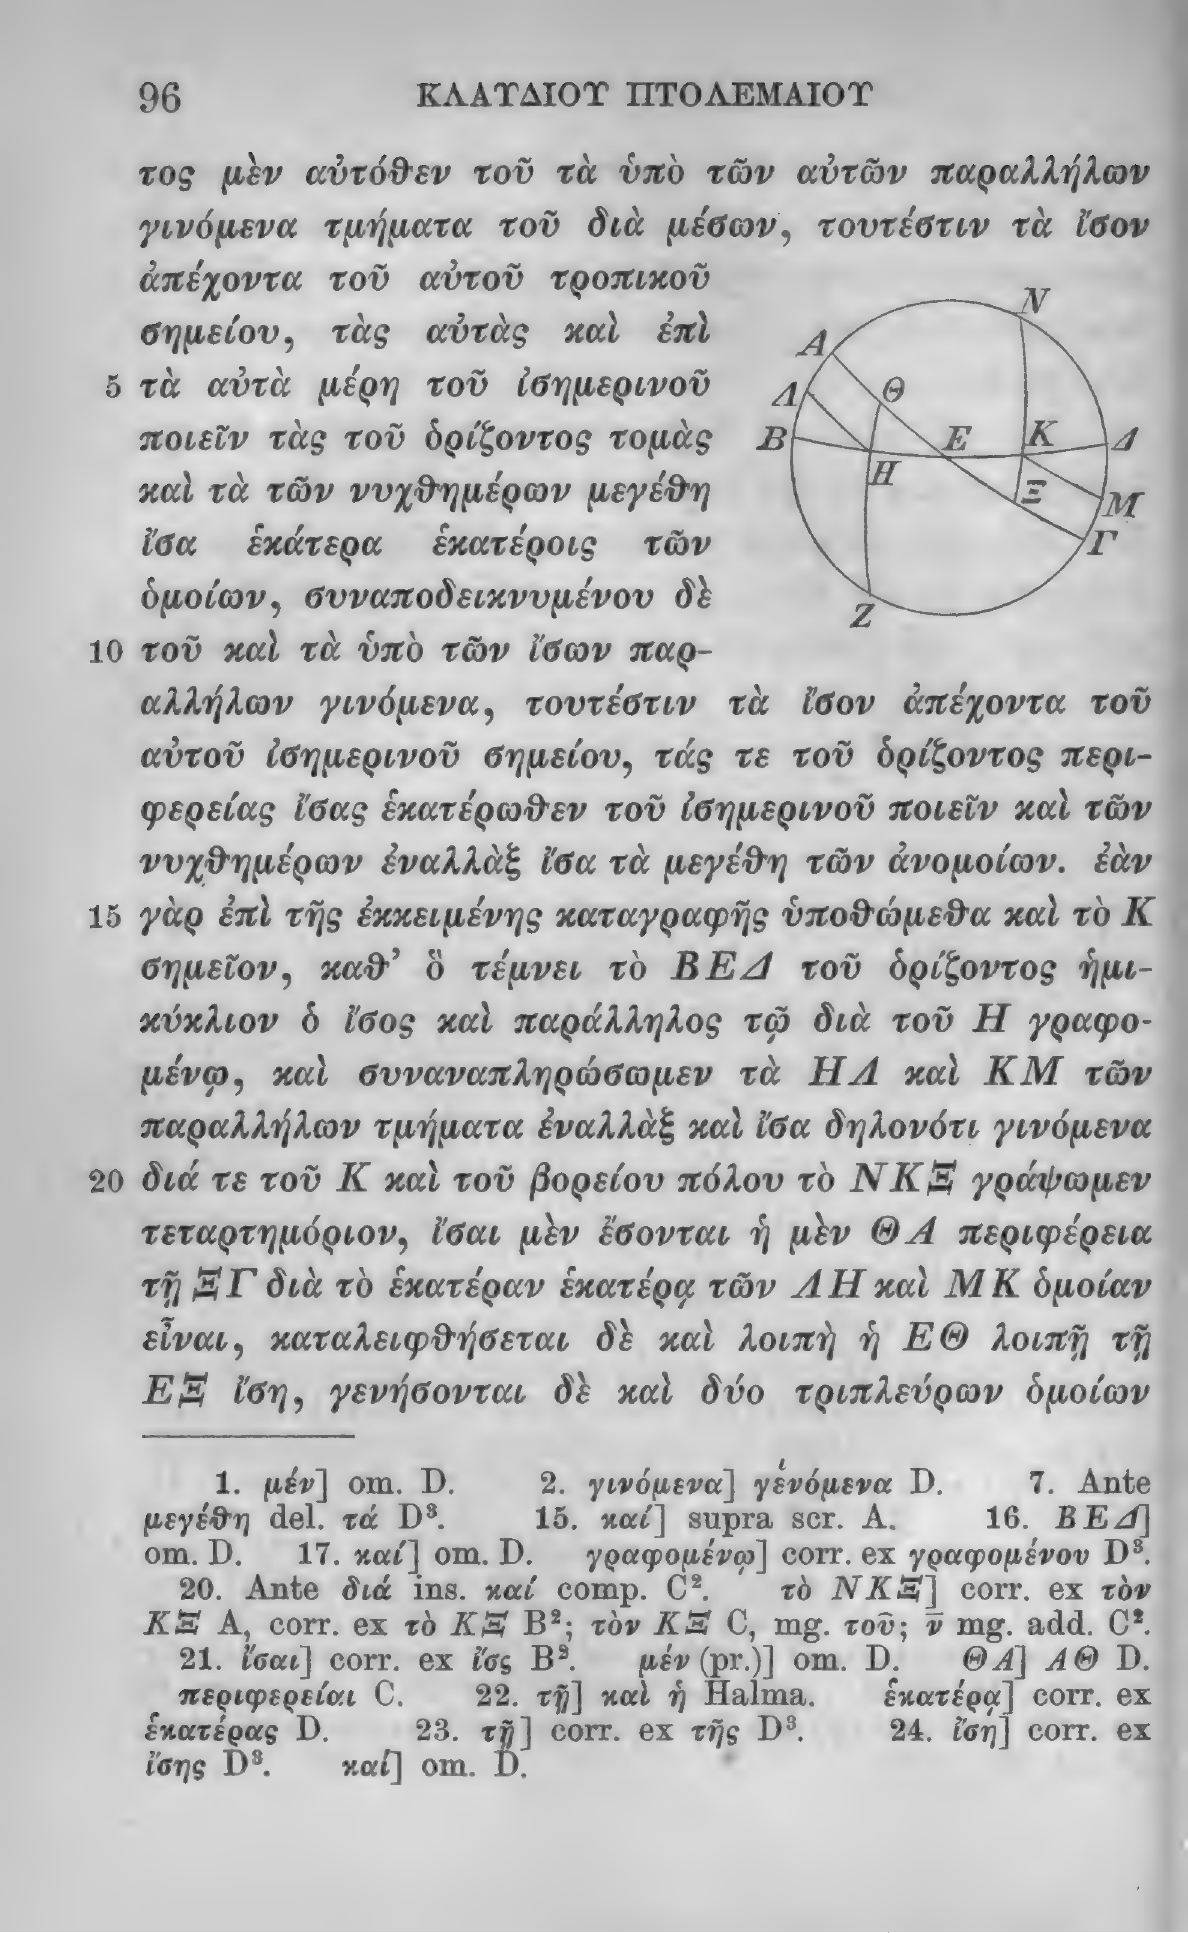 96 ΚΛΑΥΔΙΟΥ ΠΤΟΛΕΜΑΙΟΥ
τος μὲν αὐτόθεν τοῦ τὰ ὑπὸ τῶν αὐτῶν παραλλήλων
γινόμενα τμήματα τοῦ διὰ μέσων, τουτέστιν τὰ ἴσον
ἀπέχοντα τοῦ αὐτοῦ τροπικοῦ
σημείου, τὰς αὐτὰς καὶ ἐπὶ
5 τὰ αὐτὰ μέρη τοῦ ἰσημερινοῦ
ποιεῖν τὰς τοῦ ὁρίζοντος τομὰς
καὶ τὰ τῶν νυχθημέρων μεγέθη
ἴσα ἑκάτερα ἑκατέροις τῶν
ὁμοίων, συναποδεικνυμένου δὲ
10 τοῦ καὶ τὰ ὑπὸ τῶν ἴσων παρ-
Ν
Α
Λ
Θ
Β
Ε
Κ
Δ
Η
Ξ
Μ
Γ
Ζ
αλλήλων γινόμενα, τουτέστιν τὰ ἴσον ἀπέχοντα τοῦ
αὐτοῦ ἰσημερινοῦ σημείου, τάς τε τοῦ ὁρίζοντος περι-
φερείας ἴσας ἑκατέρωθεν τοῦ ἰσημερινοῦ ποιεῖν καὶ τῶν
νυχθημέρων ἐναλλὰξ ἴσα τὰ μεγέθη τῶν ἀνομοίων. ἐὰν
15 γὰρ ἐπὶ τῆς ἐκκειμένης καταγραφῆς ὑποθώμεθα καὶ τὸ Κ
σημεῖον, καθ’ ὃ τέμνει τὸ ΒΕΔ τοῦ ὁρίζοντος ἡμι-
κύκλιον ὁ ἴσος καὶ παράλληλος τῷ διὰ τοῦ Η γραφο-
μένῳ, καὶ συναναπληρώσωμεν τὰ ΗΛ καὶ ΚΜ τῶν
παραλλήλων τμήματα ἐναλλὰξ καὶ ἴσα δηλονότι γινόμενα
20 διά τε τοῦ Κ καὶ τοῦ βορείου πόλου τὸ ΝΚΞ γράψωμεν
τεταρτημόριον, ἴσαι μὲν ἔσονται ἡ μὲν ΘΑ περιφέρεια
τῇ ΞΓ διὰ τὸ ἑκατέραν ἑκατέρᾳ τῶν ΛΗ καὶ ΜΚ ὁμοίαν
εἶναι, καταλειφθήσεται δὲ καὶ λοιπὴ ἡ ΕΘ λοιπῇ τῇ
ΕΞ ἴση, γενήσονται δὲ καὶ δύο τριπλεύρων ὁμοίων
1. μέν] om. D. 2. γινόμενα] γενόμενα D. 7. Ante
μεγέθη del. τά D³. 15. καί] supra scr. A. 16. ΒΕΔ]
om. D. 17. καί] om. D. γραφομένῳ] corr. ex γραφομένου D³.
20. Ante διά ins. καί comp. C². τὸ ΝΚΞ] corr. ex τὸν
ΚΞ A, corr. ex τὸ ΚΞ B²; τὸν ΚΞ C, mg. τοῦ; ν̄ mg. add. C².
21. ἴσαι] corr. ex ἴσς B². μέν (pr.)] om. D. ΘΑ] ΑΘ D.
περιφερείαι C. 22. τῇ] καὶ ἡ Halma. ἑκατέρᾳ] corr. ex
ἑκατέρας D. 23. τῇ] corr. ex τῆς D³. 24. ἴση] corr. ex
ἴσης D³. καί] om. D.